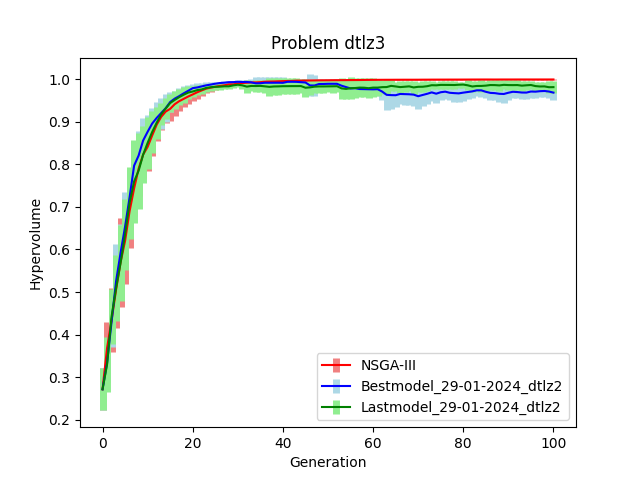 Problem dtlz3
1.0
0.9
0.8
0.7
0.6
0.5
0.4
0.3
0.2
Hypervolume
NSGA-III
Bestmodel_29-01-2024_dtlz2
Lastmodel_29-01-2024_dtlz2
0 20 40 60 80 100
Generation